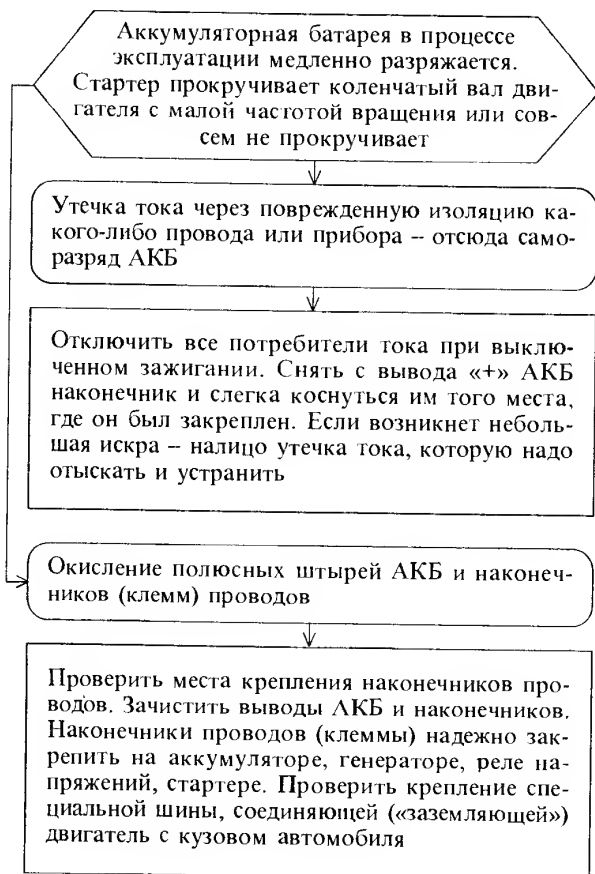 Аккумуляторная батарея в процессе
эксплуатации медленно разряжается.
Стартер прокручивает коленчатый вал дви-
гателя с малой частотой вращения или сов-
сем не прокручивает
Утечка тока через поврежденную изоляцию ка-
кого-либо провода или прибора – отсюда само-
разряд АКБ
Отключить все потребители тока при выклю-
ченном зажигании. Снять с вывода «+» АКБ
наконечник и слегка коснуться им того места,
где он был закреплен. Если возникнет неболь-
шая искра – налицо утечка тока, которую надо
отыскать и устранить
Окисление полюсных штырей АКБ и наконеч-
ников (клемм) проводов
Проверить места крепления наконечников про-
водов. Зачистить выводы АКБ и наконечников.
Наконечники проводов (клеммы) надежно зак-
репить на аккумуляторе, генераторе, реле на-
пряжений, стартере. Проверить крепление спе-
циальной шины, соединяющей («заземляющей»)
двигатель с кузовом автомобиля